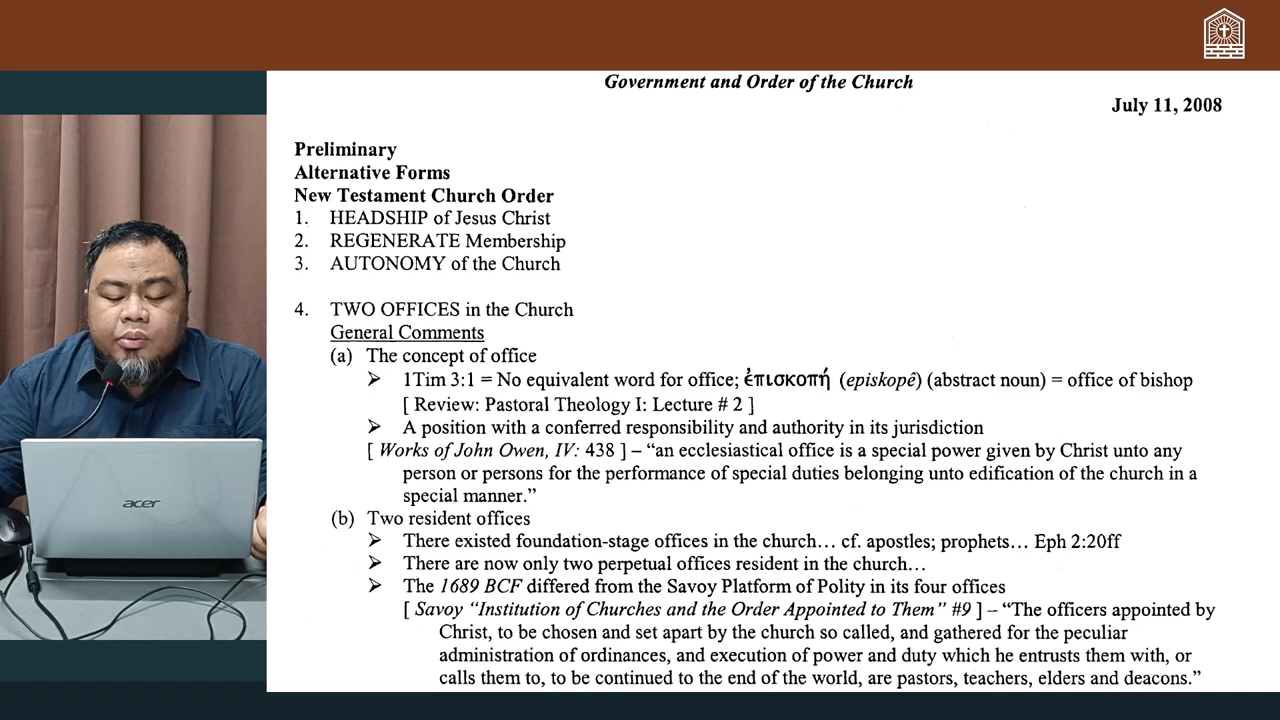 Government and Order of the Church
July 11, 2008
Preliminary
Alternative Forms
New Testament Church Order
1. HEADSHIP of Jesus Christ
2. REGENERATE Membership
3. AUTONOMY of the Church
4. TWO OFFICES in the Church
General Comments
(a) The concept of office
➢ 1Tim 3:1 = No equivalent word for office; ἐπισκοπή (episkopê) (abstract noun) = office of bishop
[ Review: Pastoral Theology I: Lecture # 2 ]
➢ A position with a conferred responsibility and authority in its jurisdiction
[ Works of John Owen, IV: 438 ] – “an ecclesiastical office is a special power given by Christ unto any
person or persons for the performance of special duties belonging unto edification of the church in a
special manner.”
(b) Two resident offices
➢ There existed foundation-stage offices in the church… cf. apostles; prophets… Eph 2:20ff
➢ There are now only two perpetual offices resident in the church…
➢ The 1689 BCF differed from the Savoy Platform of Polity in its four offices
[ Savoy “Institution of Churches and the Order Appointed to Them” #9 ] – “The officers appointed by
Christ, to be chosen and set apart by the church so called, and gathered for the peculiar
administration of ordinances, and execution of power and duty which he entrusts them with, or
calls them to, to be continued to the end of the world, are pastors, teachers, elders and deacons.”
acer